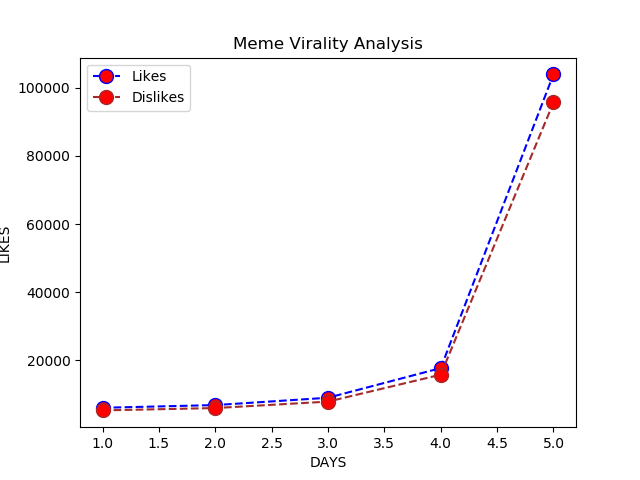 Meme Virality Analysis
Likes
Dislikes
100000
80000
60000
40000
20000
LIKES
1.0 1.5 2.0 2.5 3.0 3.5 4.0 4.5 5.0
DAYS